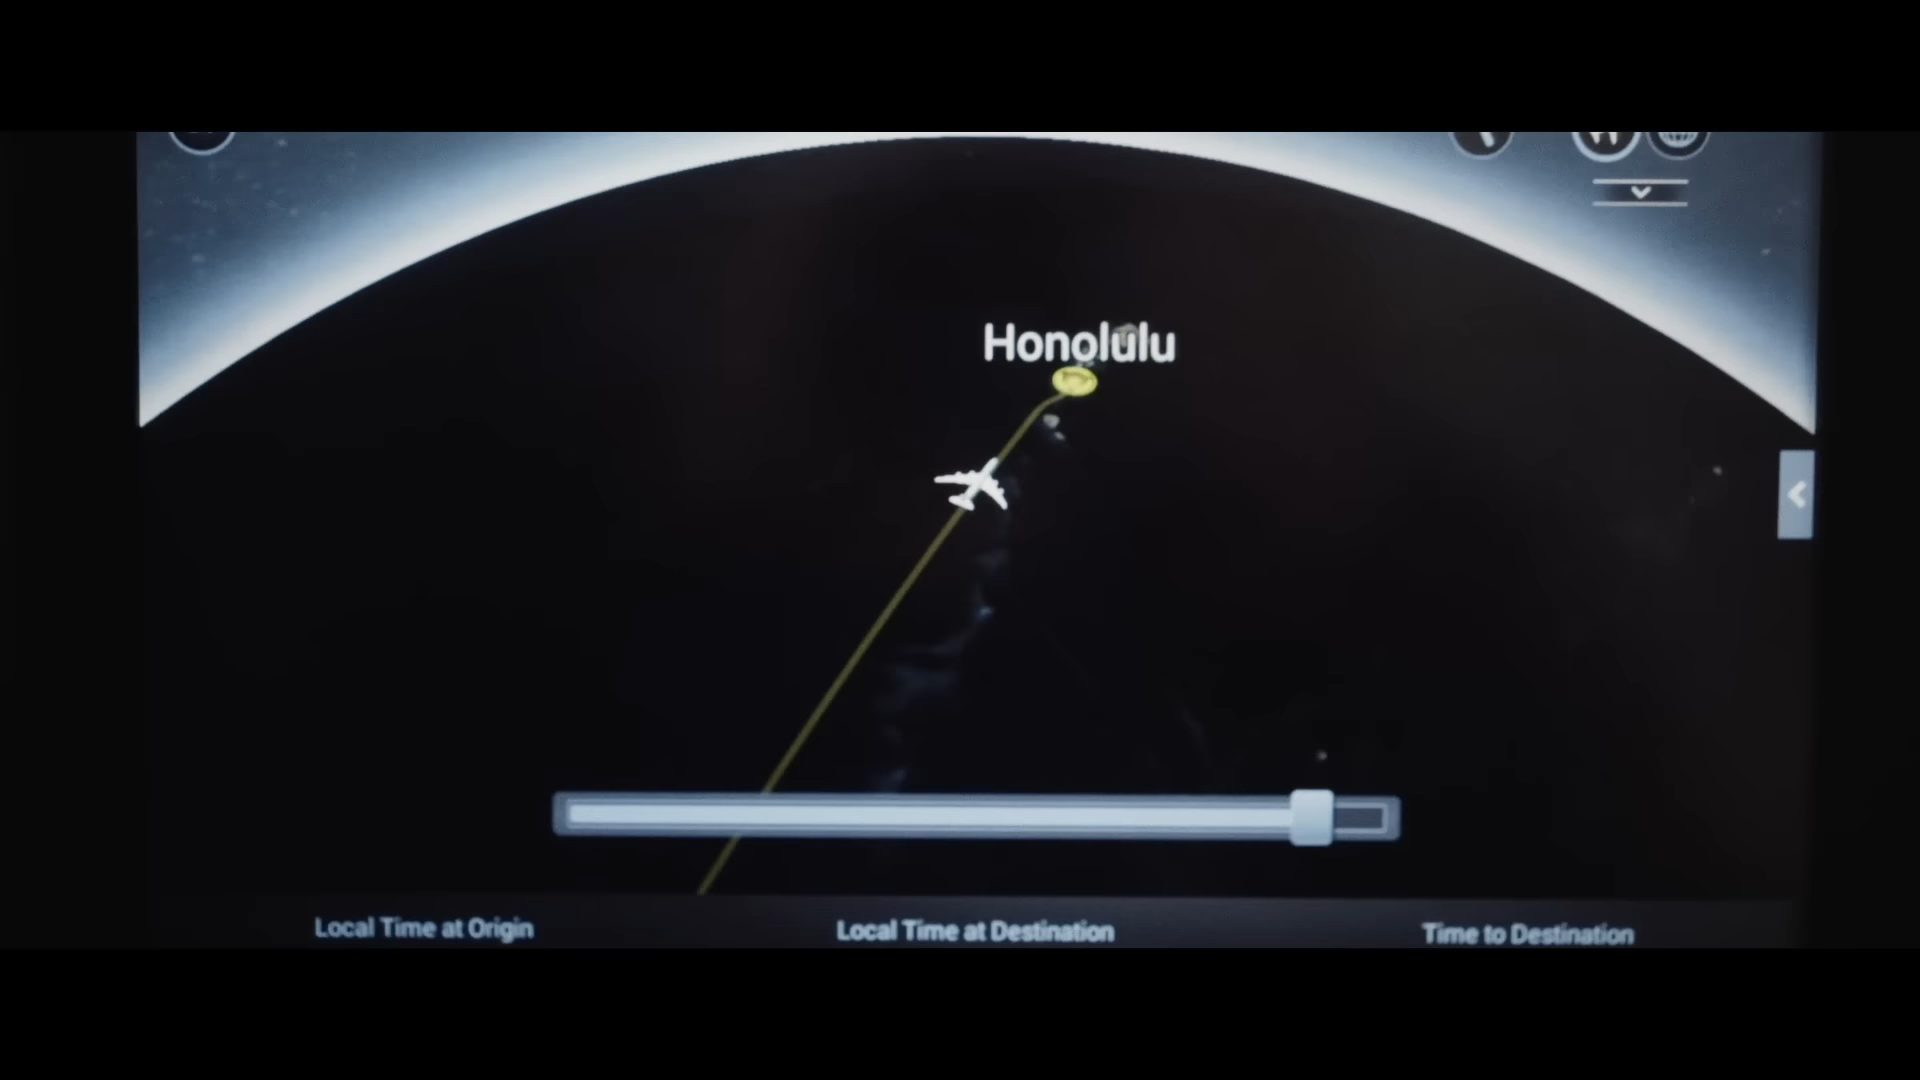 Honolulu
Local Time at Origin
Local Time at Destination
Time to Destination